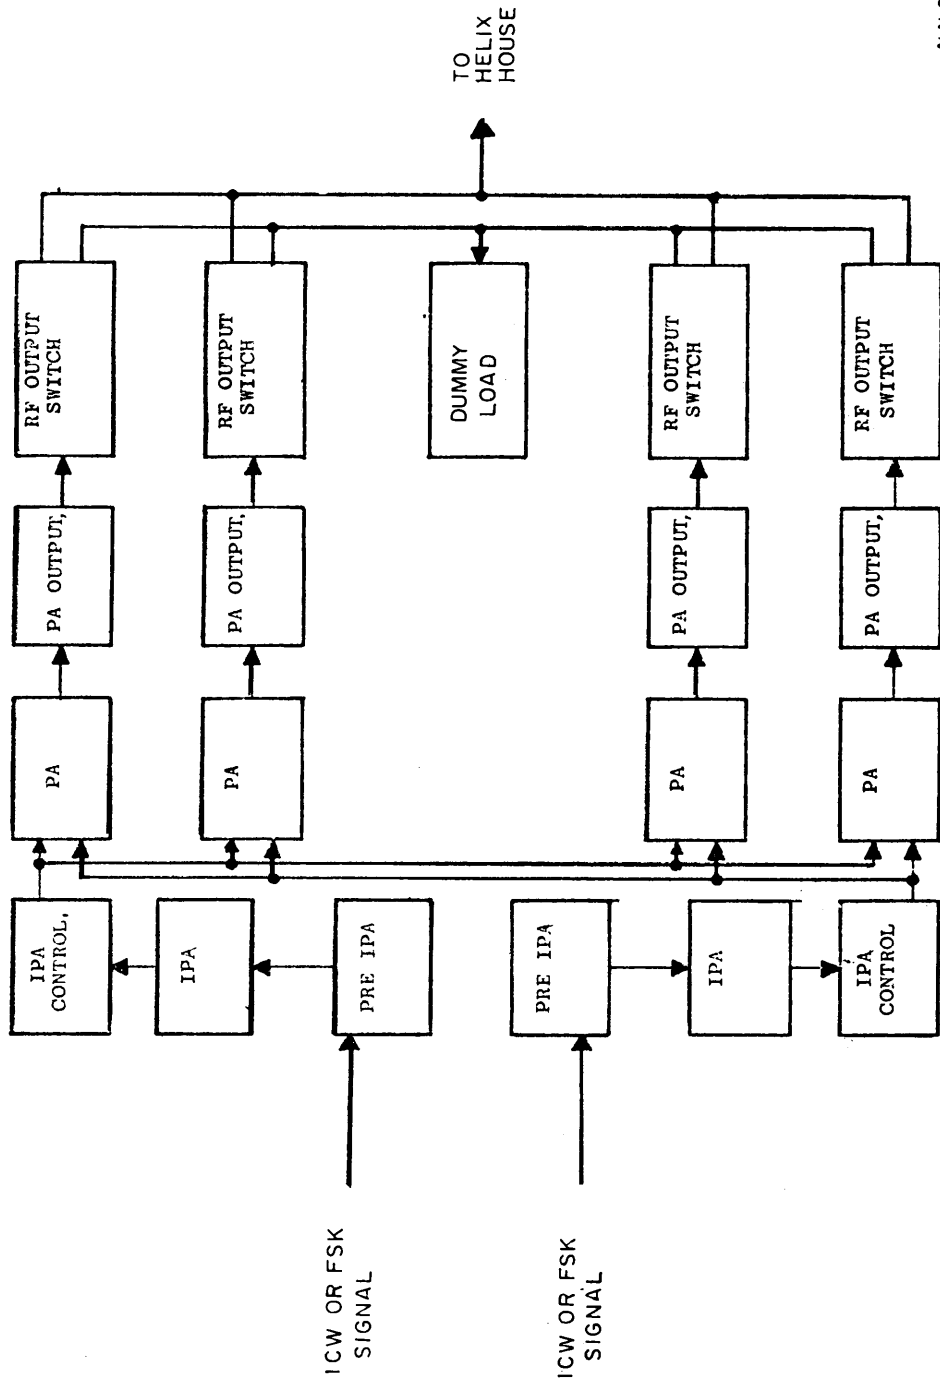 IPA
CONTROL,
PA
PA OUTPUT,
RF OUTPUT
SWITCH
IPA
PA
PA OUTPUT,
RF OUTPUT
SWITCH
ICW OR FSK
SIGNAL
PRE IPA
DUMMY
LOAD
TO
HELIX
HOUSE
ICW OR FSK
SIGNAL
PRE IPA
IPA
PA
PA OUTPUT,
RF OUTPUT
SWITCH
IPA
CONTROL
PA
PA OUTPUT,
RF OUTPUT
SWITCH